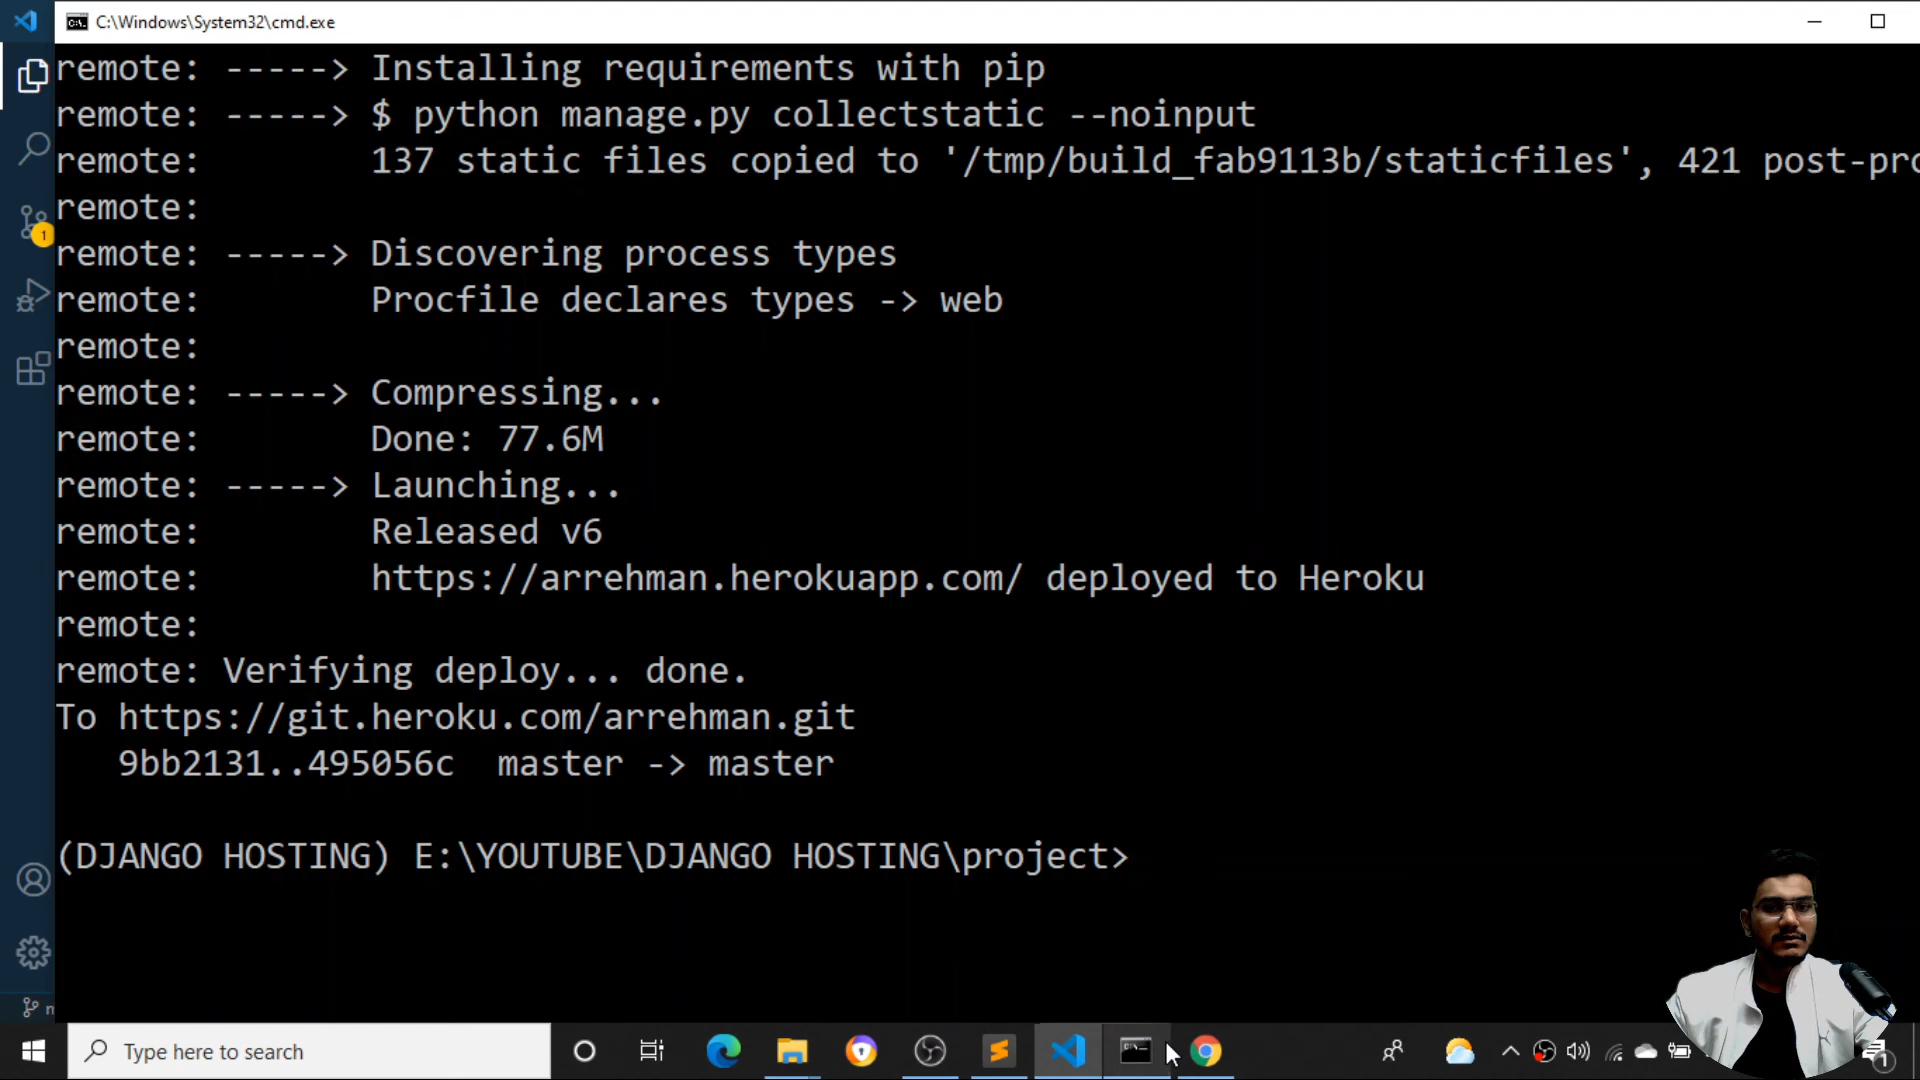 C:\Windows\System32\cmd.exe
remote: -----> Installing requirements with pip
remote: -----> $ python manage.py collectstatic --noinput
remote:        137 static files copied to '/tmp/build_fab9113b/staticfiles', 421 post-pro
remote:
remote: -----> Discovering process types
remote:        Procfile declares types -> web
remote:
remote: -----> Compressing...
remote:        Done: 77.6M
remote: -----> Launching...
remote:        Released v6
remote:        https://arrehman.herokuapp.com/ deployed to Heroku
remote:
remote: Verifying deploy... done.
To https://git.heroku.com/arrehman.git
   9bb2131..495056c  master -> master
(DJANGO HOSTING) E:\YOUTUBE\DJANGO HOSTING\project>
1
Type here to search
1